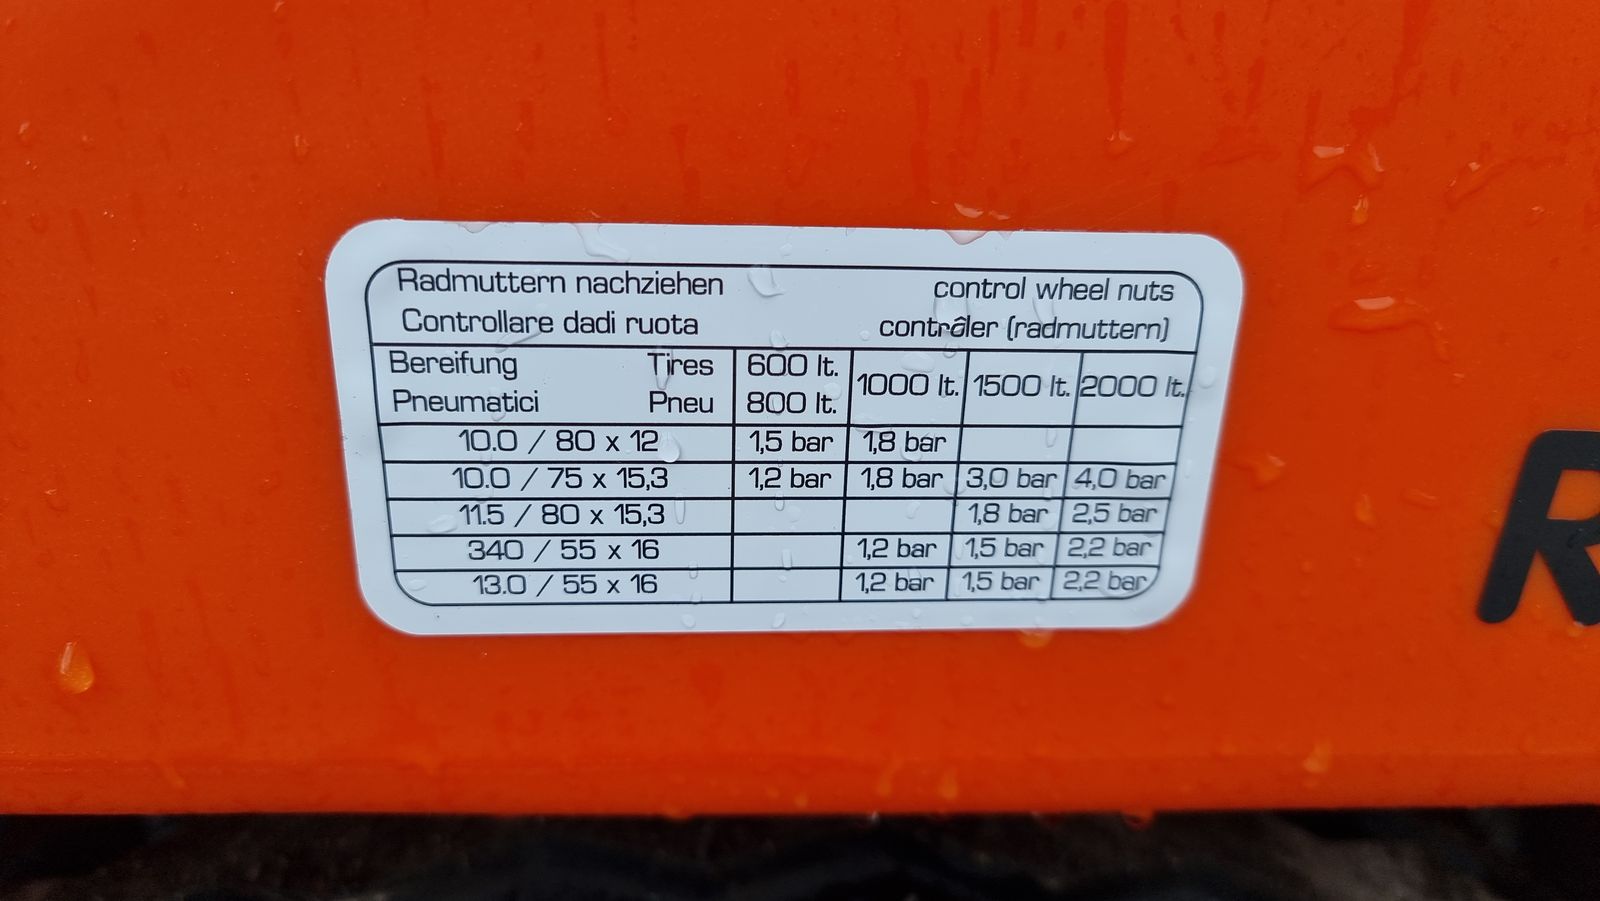 Radmuttern nachziehen control wheel nuts
Controllare dadi ruota contrâler (radmuttern)
Bereifung Tires 600 lt. 1000 lt. 1500 lt. 2000 lt.
Pneumatici Pneu 800 lt.
10.0 / 80 x 12 1,5 bar 1,8 bar
10.0 / 75 x 15,3 1,2 bar 1,8 bar 3,0 bar 4,0 bar
11.5 / 80 x 15,3 1,8 bar 2,5 bar
340 / 55 x 16 1,2 bar 1,5 bar 2,2 bar
13.0 / 55 x 16 1,2 bar 1,5 bar 2,2 bar
R